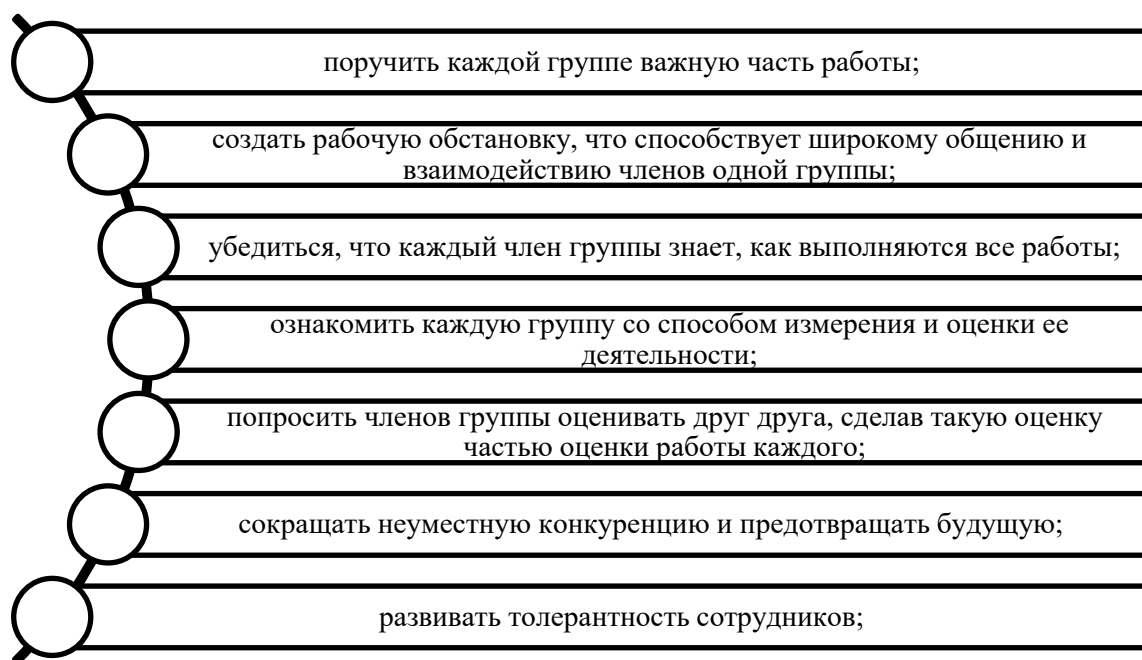 поручить каждой группе важную часть работы;
создать рабочую обстановку, что способствует широкому общению и
взаимодействию членов одной группы;
убедиться, что каждый член группы знает, как выполняются все работы;
ознакомить каждую группу со способом измерения и оценки ее
деятельности;
попросить членов группы оценивать друг друга, сделав такую оценку
частью оценки работы каждого;
сокращать неуместную конкуренцию и предотвращать будущую;
развивать толерантность сотрудников;